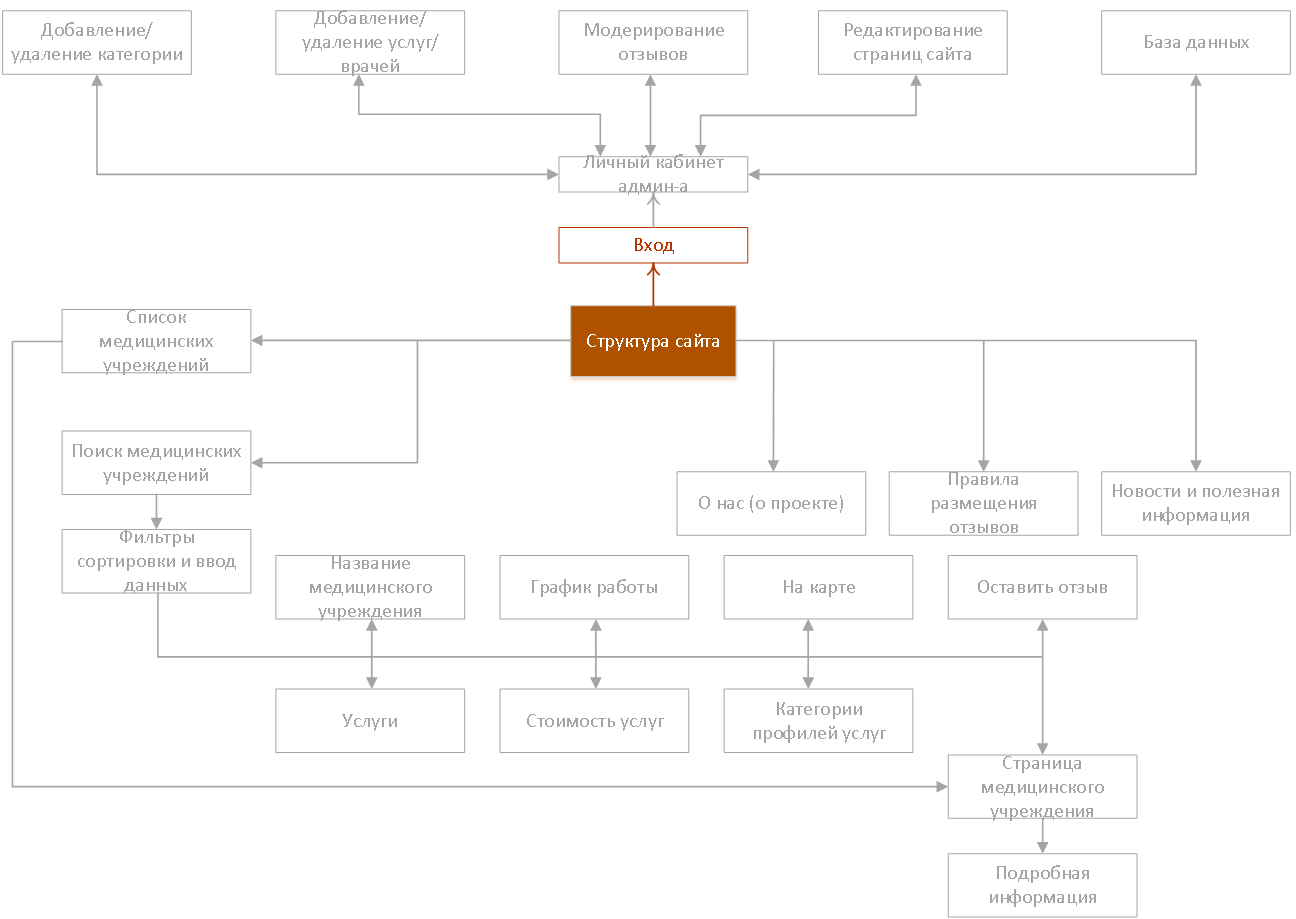 Добавление/
удаление категории
Добавление/
удаление услуг/
врачей
Модерирование
отзывов
Редактирование
страниц сайта
База данных
Личный кабинет
админ-а
Вход
Структура сайта
Список
медицинских
учреждений
Поиск медицинских
учреждений
О нас (о проекте)
Правила
размещения
отзывов
Новости и полезная
информация
Фильтры
сортировки и ввод
данных
Название
медицинского
учреждения
График работы
На карте
Оставить отзыв
Услуги
Стоимость услуг
Категории
профилей услуг
Страница
медицинского
учреждения
Подробная
информация